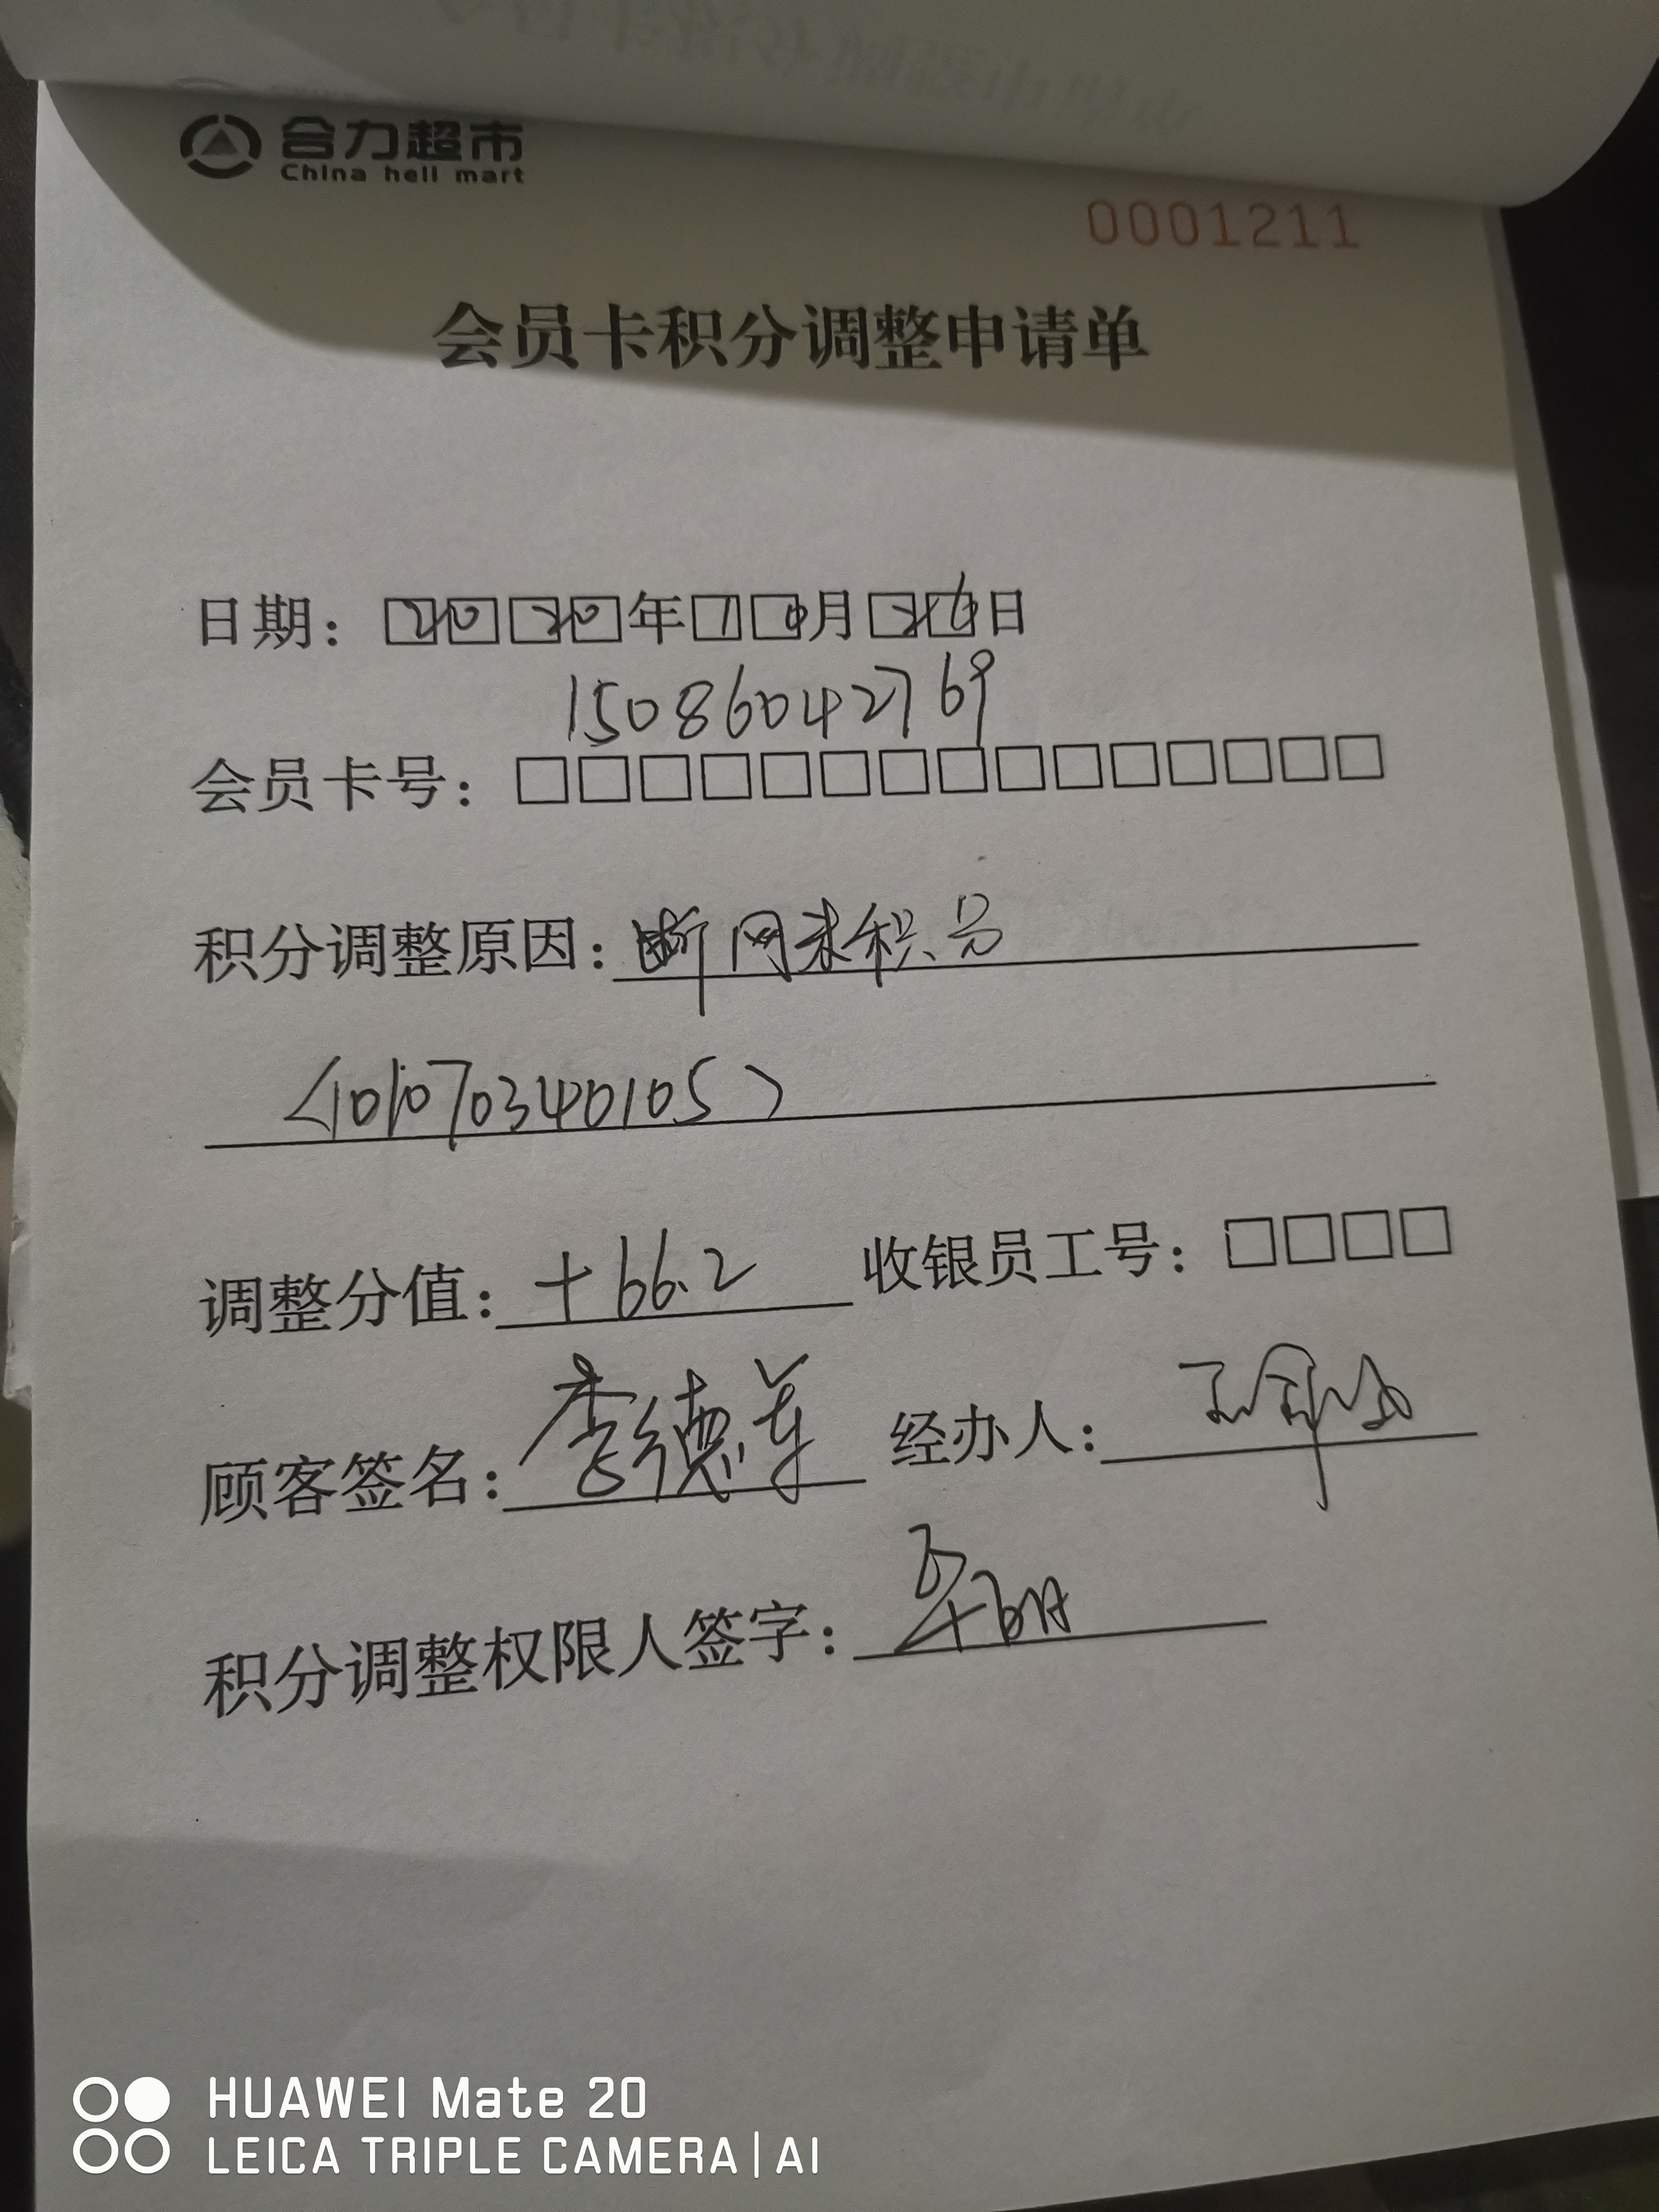 合力超市
China heli mart
0001211
会员卡积分调整申请单
日期：2020年10月26日
15086042769
会员卡号：□□□□□□□□□□□□□□□
积分调整原因：断网未积分
<101070340105>
调整分值：+66.2 收银员工号：□□□□
顾客签名：李德军 经办人：
积分调整权限人签字：
HUAWEI Mate 20
LEICA TRIPLE CAMERA | AI